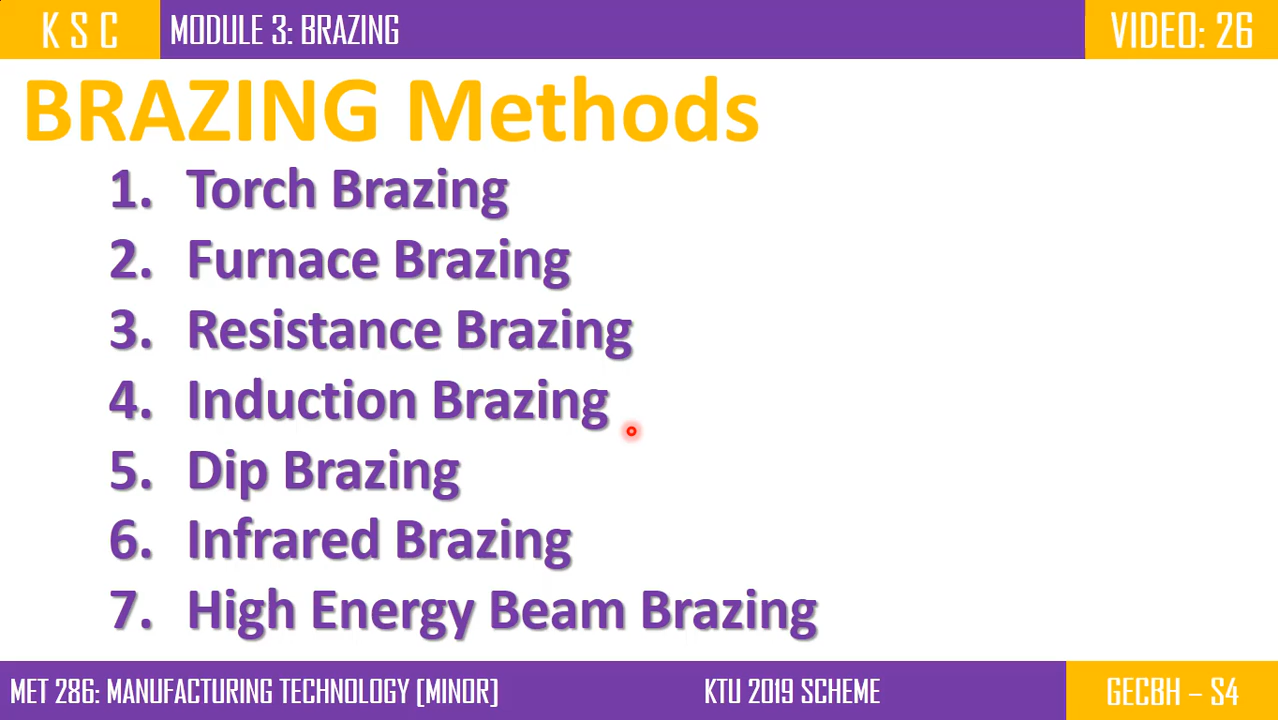 K S C
MODULE 3: BRAZING
VIDEO: 26
BRAZING Methods
1. Torch Brazing
2. Furnace Brazing
3. Resistance Brazing
4. Induction Brazing
5. Dip Brazing
6. Infrared Brazing
7. High Energy Beam Brazing
MET 286: MANUFACTURING TECHNOLOGY (MINOR)
KTU 2019 SCHEME
GECBH – S4